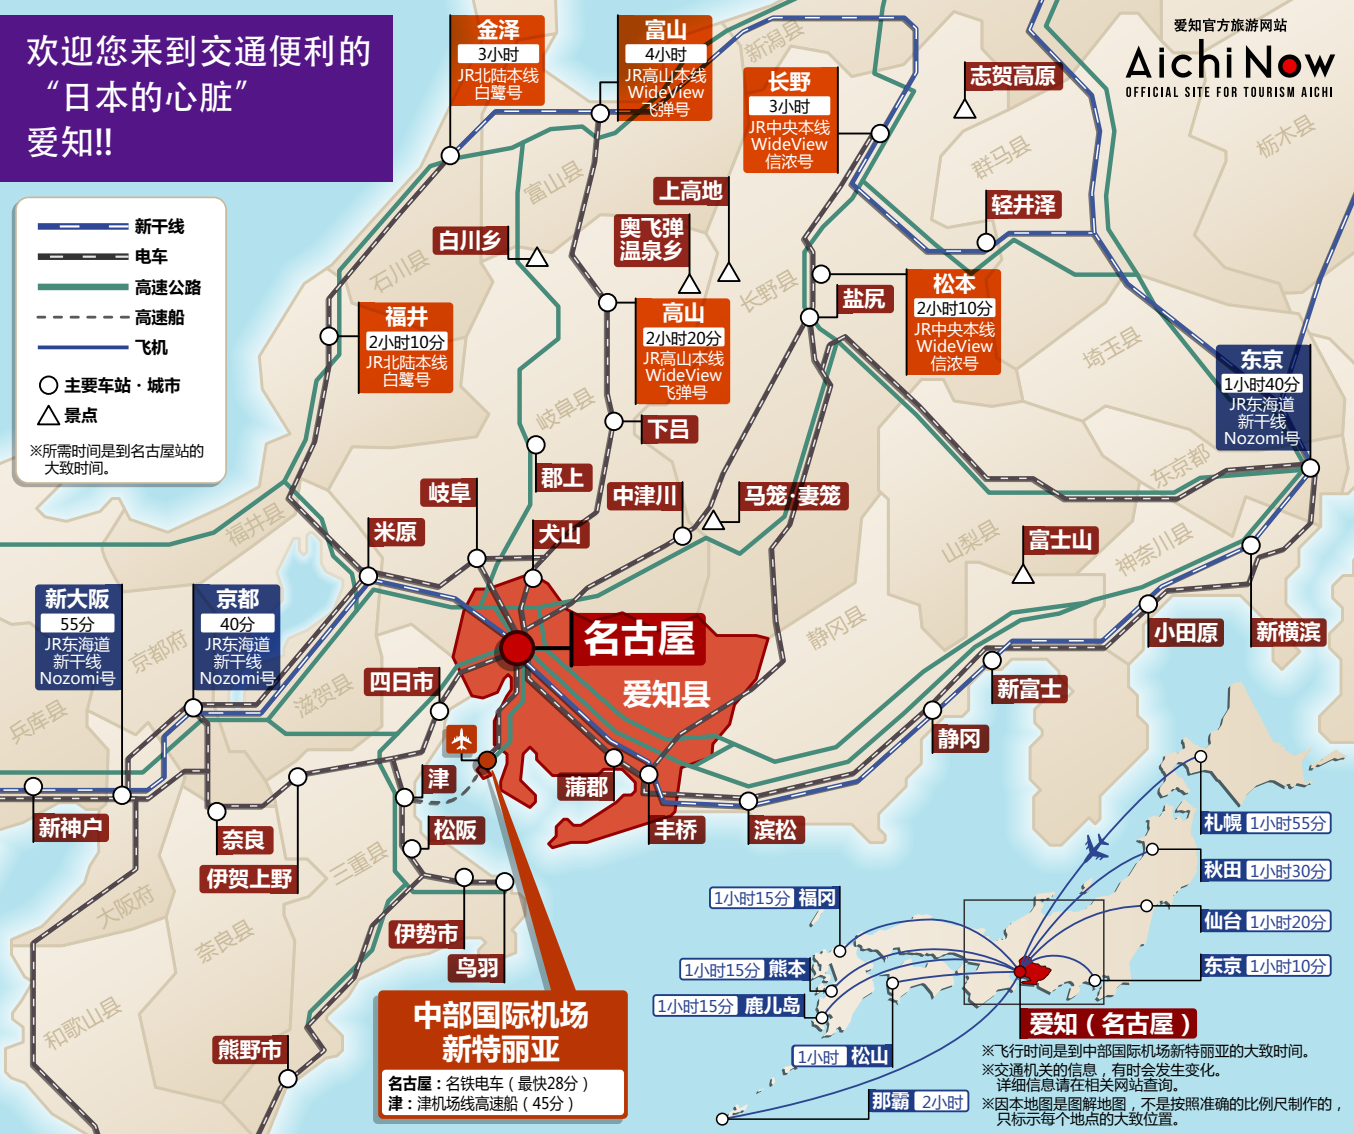 欢迎您来到交通便利的
“日本的心脏”
爱知!!
爱知官方旅游网站
Aichi Now
OFFICIAL SITE FOR TOURISM AICHI
新干线
电车
高速公路
高速船
飞机
主要车站・城市
景点
※所需时间是到名古屋站的
大致时间。
金泽
3小时
JR北陆本线
白鹭号
富山
4小时
JR高山本线
WideView
飞弹号
长野
3小时
JR中央本线
WideView
信浓号
志贺高原
新潟县
群马县
栃木县
富山县
上高地
轻井泽
白川乡
奥飞弹
温泉乡
石川县
长野县
福井
2小时10分
JR北陆本线
白鹭号
高山
2小时20分
JR高山本线
WideView
飞弹号
盐尻
松本
2小时10分
JR中央本线
WideView
信浓号
埼玉县
东京
1小时40分
JR东海道
新干线
Nozomi号
岐阜县
下吕
东京都
郡上
岐阜
中津川
马笼·妻笼
福井县
米原
犬山
山梨县
富士山
神奈川县
新大阪
55分
JR东海道
新干线
Nozomi号
京都
40分
JR东海道
新干线
Nozomi号
京都府
名古屋
静冈县
小田原
新横滨
兵库县
滋贺县
四日市
爱知县
新富士
静冈
津
蒲郡
新神户
奈良
松阪
丰桥
滨松
伊贺上野
三重县
大阪府
奈良县
伊势市
鸟羽
和歌山县
熊野市
中部国际机场
新特丽亚
名古屋：名铁电车（最快28分）
津：津机场线高速船（45分）
札幌 1小时55分
秋田 1小时30分
仙台 1小时20分
东京 1小时10分
1小时15分 福冈
1小时15分 熊本
1小时15分 鹿儿岛
1小时 松山
那霸 2小时
爱知（名古屋）
※飞行时间是到中部国际机场新特丽亚的大致时间。
※交通机关的信息，有时会发生变化。
详细信息请在相关网站查询。
※因本地图是图解地图，不是按照准确的比例尺制作的，
只标示每个地点的大致位置。